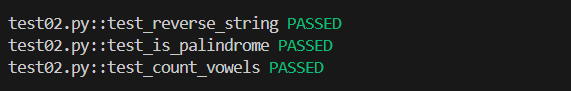 test02.py::test_reverse_string PASSED
test02.py::test_is_palindrome PASSED
test02.py::test_count_vowels PASSED